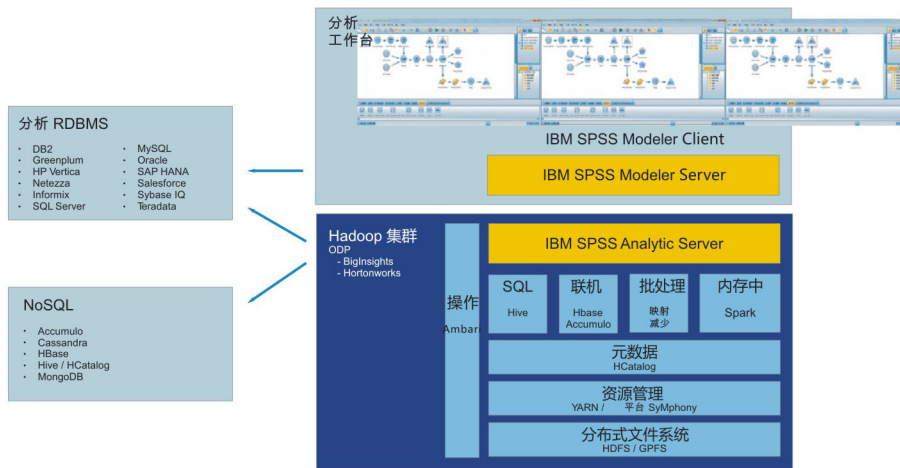 分析
工作台
IBM SPSS Modeler Client
IBM SPSS Modeler Server
分析 RDBMS
• DB2
• Greenplum
• HP Vertica
• Netezza
• Informix
• SQL Server
• MySQL
• Oracle
• SAP HANA
• Salesforce
• Sybase IQ
• Teradata
NoSQL
• Accumulo
• Cassandra
• HBase
• Hive / HCatalog
• MongoDB
Hadoop 集群
ODP
- BigInsights
- Hortonworks
操作
Ambari
IBM SPSS Analytic Server
SQL
Hive
联机
Hbase
Accumulo
批处理
映射
减少
内存中
Spark
元数据
HCatalog
资源管理
YARN / 平台 SyMphony
分布式文件系统
HDFS / GPFS